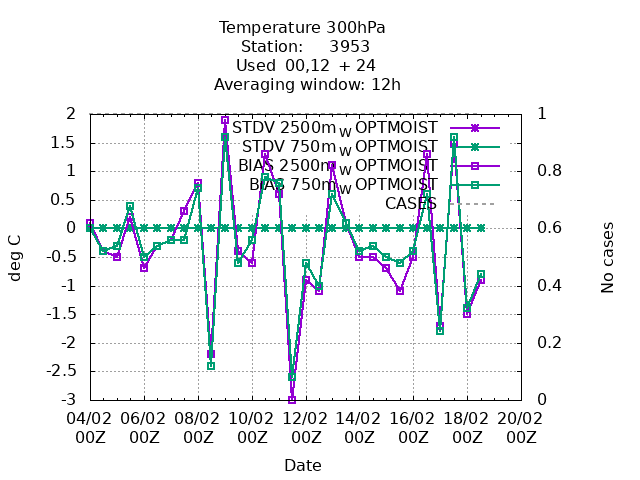 Temperature 300hPa
Station: 3953
Used 00,12 + 24
Averaging window: 12h
STDV 2500m_W OPTMOIST
STDV 750m_W OPTMOIST
BIAS 2500m_W OPTMOIST
BIAS 750m_W OPTMOIST
CASES
2
1.5
1
0.5
0
-0.5
-1
-1.5
-2
-2.5
-3
deg C
1
0.8
0.6
0.4
0.2
0
No cases
04/02 06/02 08/02 10/02 12/02 14/02 16/02 18/02 20/02
00Z 00Z 00Z 00Z 00Z 00Z 00Z 00Z 00Z
Date